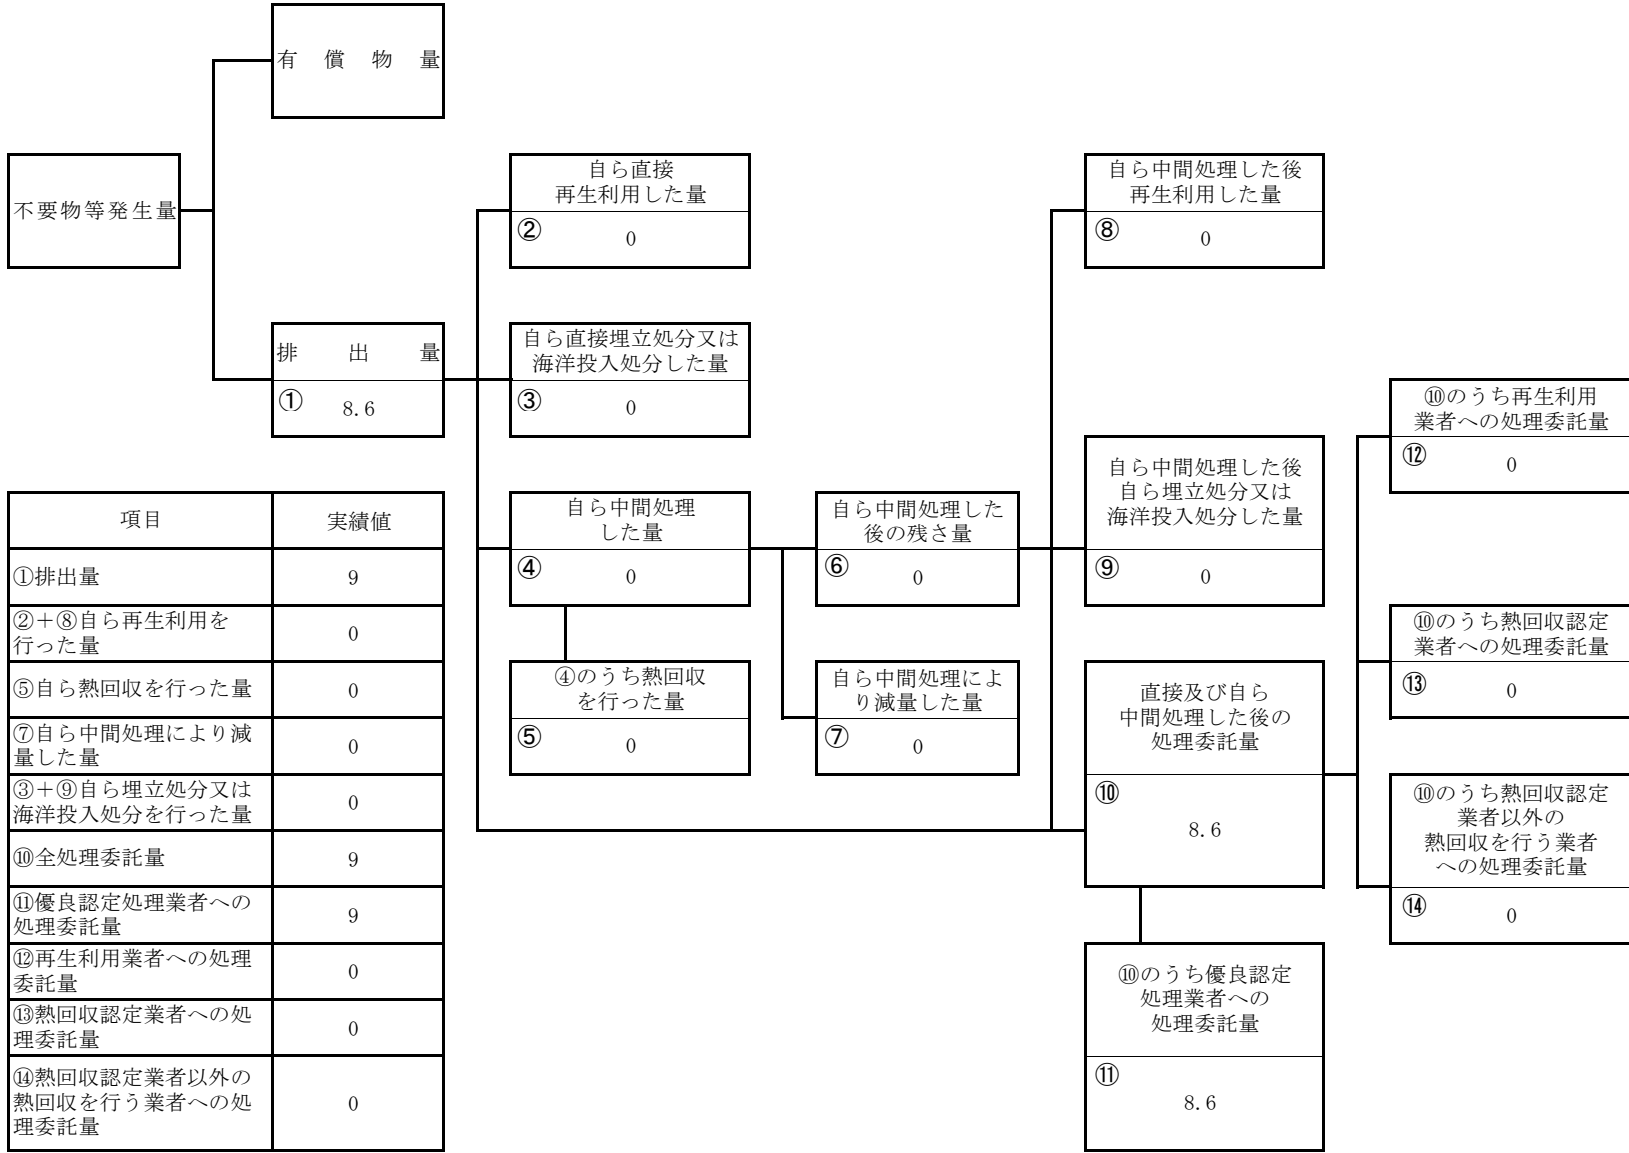 有償物量
不要物等発生量
排出量
① 8.6
自ら直接
再生利用した量
② 0
自ら直接埋立処分又は
海洋投入処分した量
③ 0
自ら中間処理
した量
④ 0
④のうち熱回収
を行った量
⑤ 0
自ら中間処理した
後の残さ量
⑥ 0
自ら中間処理によ
り減量した量
⑦ 0
自ら中間処理した後
再生利用した量
⑧ 0
自ら中間処理した後
自ら埋立処分又は
海洋投入処分した量
⑨ 0
直接及び自ら
中間処理した後の
処理委託量
⑩
8.6
⑩のうち優良認定
処理業者への
処理委託量
⑪
8.6
⑩のうち再生利用
業者への処理委託量
⑫ 0
⑩のうち熱回収認定
業者への処理委託量
⑬ 0
⑩のうち熱回収認定
業者以外の
熱回収を行う業者
への処理委託量
⑭ 0
項目 実績値
①排出量 9
②＋⑧自ら再生利用を
行った量 0
⑤自ら熱回収を行った量 0
⑦自ら中間処理により減
量した量 0
③＋⑨自ら埋立処分又は
海洋投入処分を行った量 0
⑩全処理委託量 9
⑪優良認定処理業者への
処理委託量 9
⑫再生利用業者への処理
委託量 0
⑬熱回収認定業者への処
理委託量 0
⑭熱回収認定業者以外の
熱回収を行う業者への処
理委託量 0